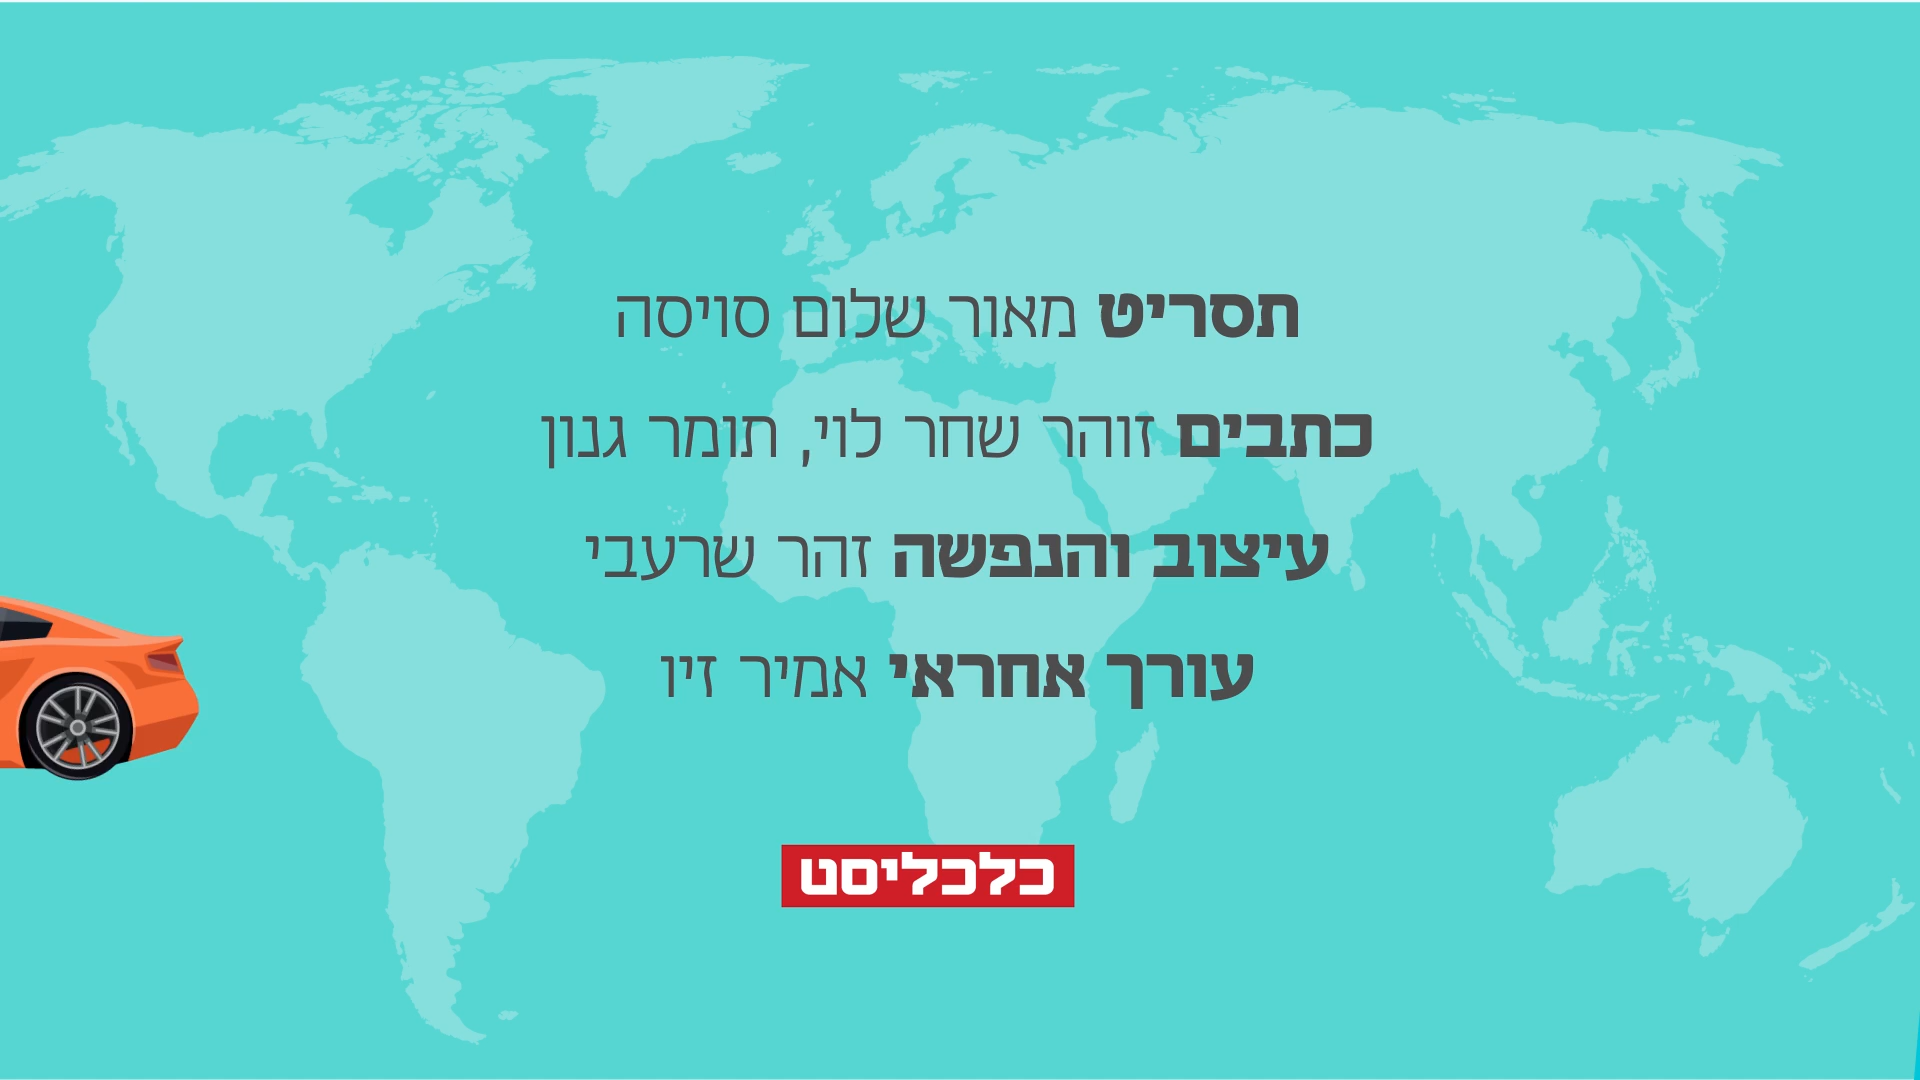 תסריט מאור שלום סויסה
כתבים זוהר שחר לוי, תומר גנון
עיצוב והנפשה זהר שרעבי
עורך אחראי אמיר זיו
כלכליסט